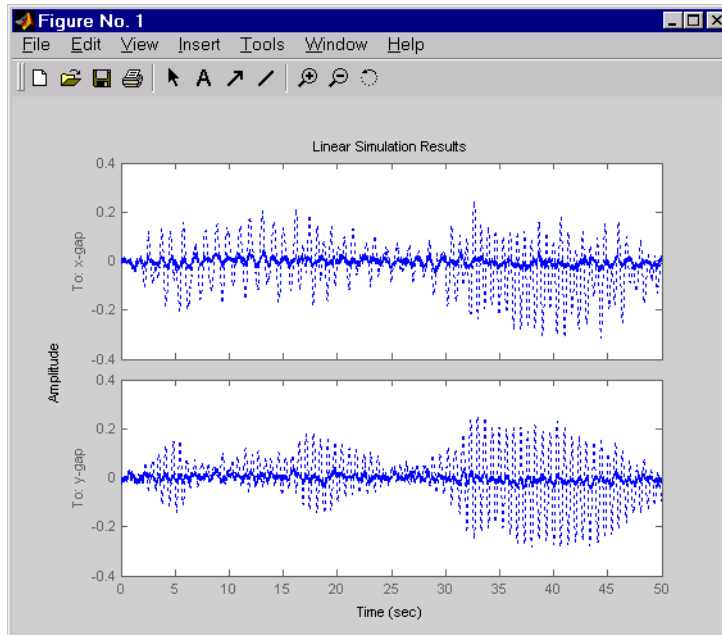 Figure No. 1
File Edit View Insert Tools Window Help
A
Linear Simulation Results
Amplitude
To: x-gap
0.4
0.2
0
-0.2
-0.4
To: y-gap
0.4
0.2
0
-0.2
-0.4
0 5 10 15 20 25 30 35 40 45 50
Time (sec)